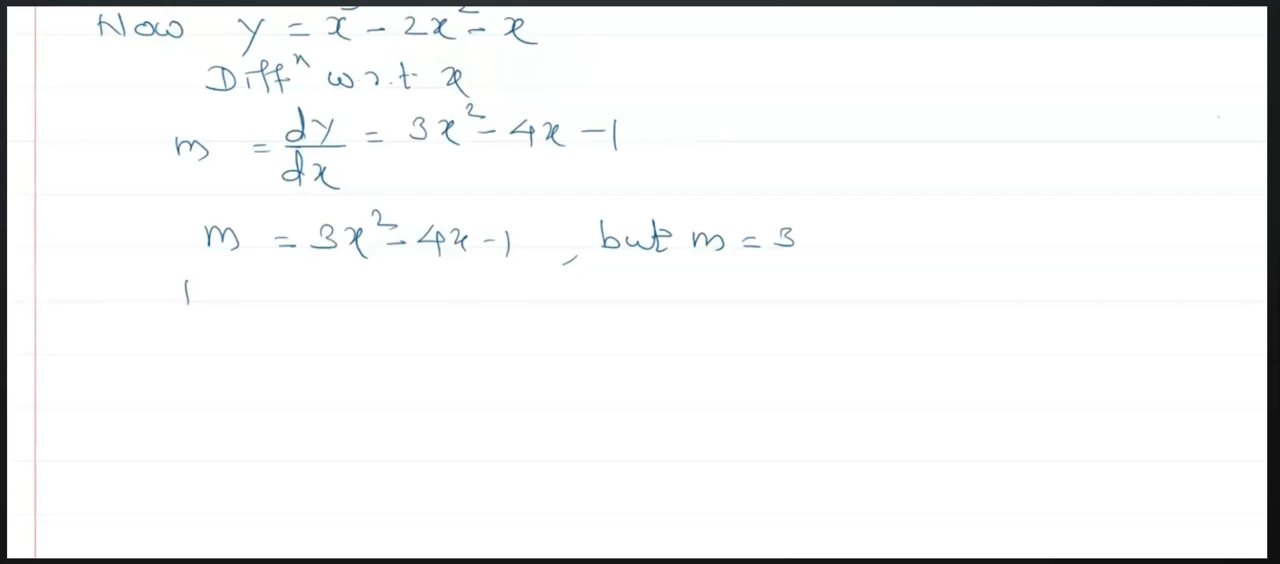 Now y = x³ - 2x² - x
Diffⁿ w.r.t x
m = dy/dx = 3x² - 4x - 1
m = 3x² - 4x - 1 , but m = 3